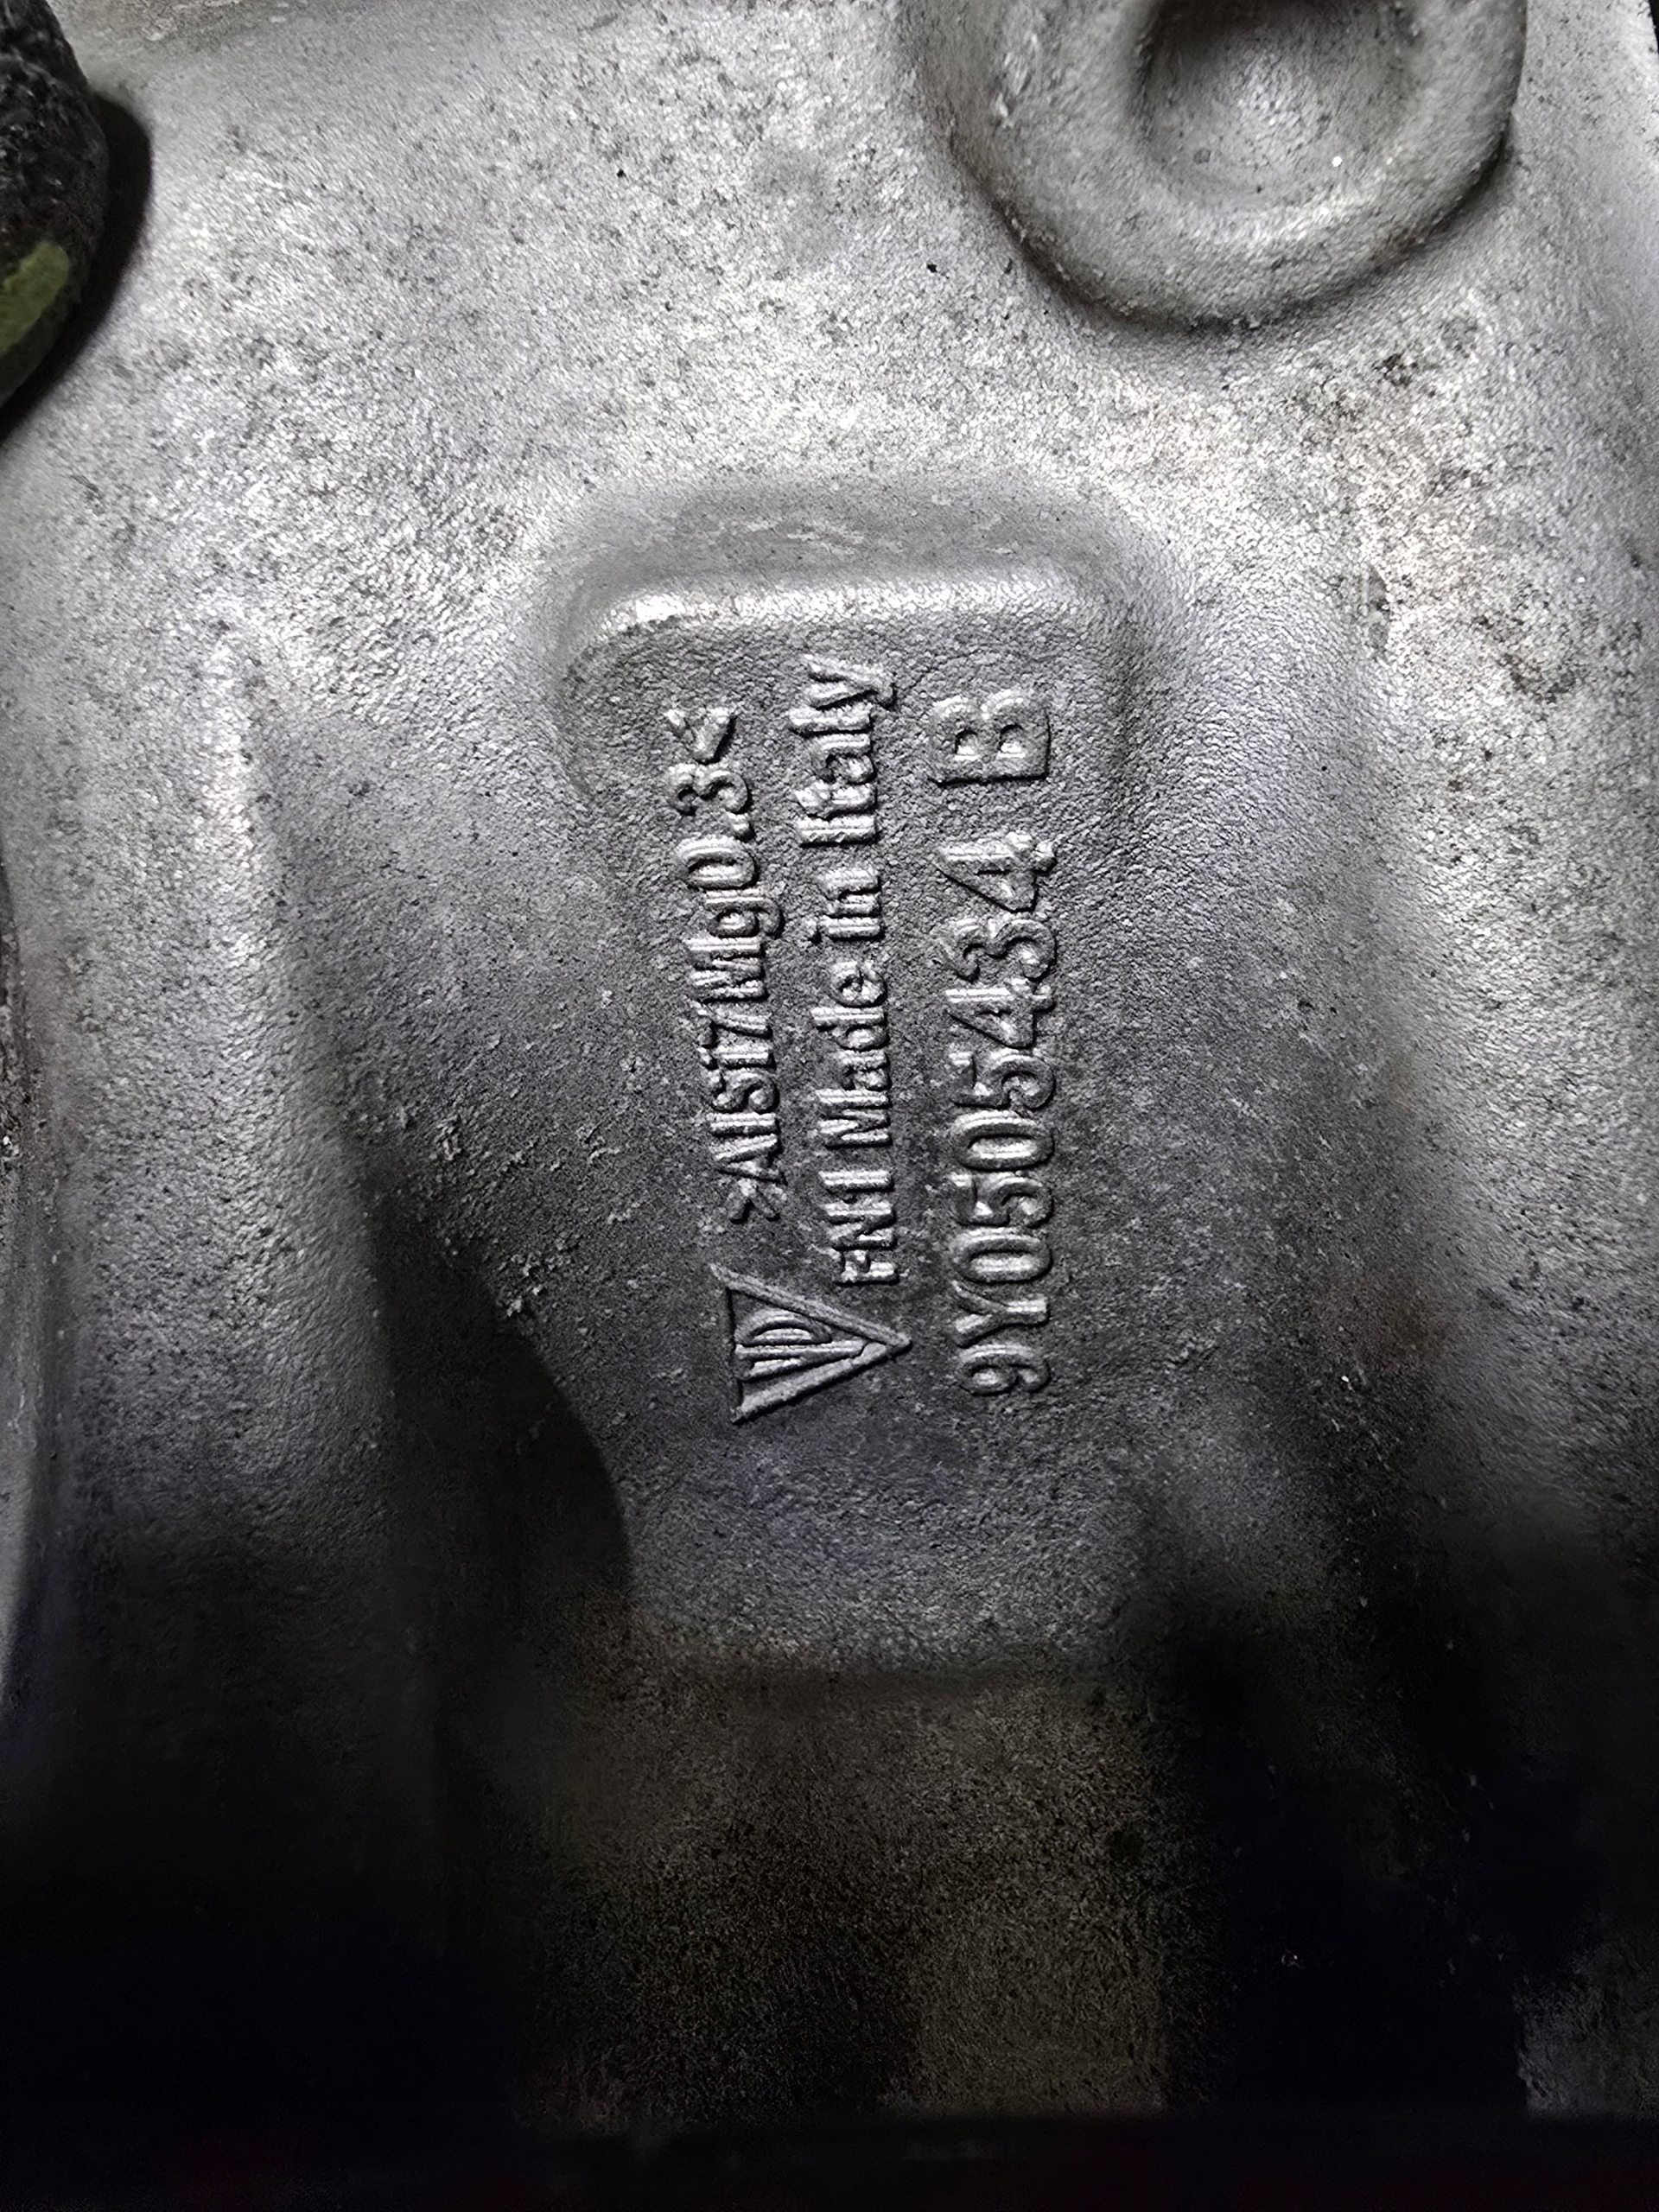 >AlSi7Mg0.3<
FN1 Made in Italy
9Y0505434 B